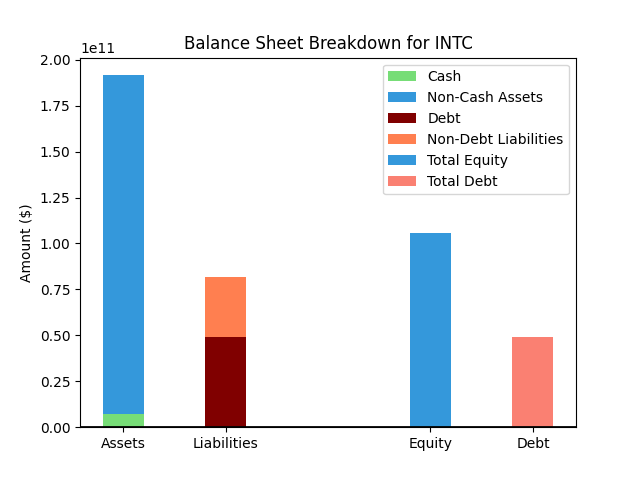 Balance Sheet Breakdown for INTC
1e11
2.00
1.75
1.50
1.25
1.00
0.75
0.50
0.25
0.00
Amount ($)
Cash
Non-Cash Assets
Debt
Non-Debt Liabilities
Total Equity
Total Debt
Assets
Liabilities
Equity
Debt